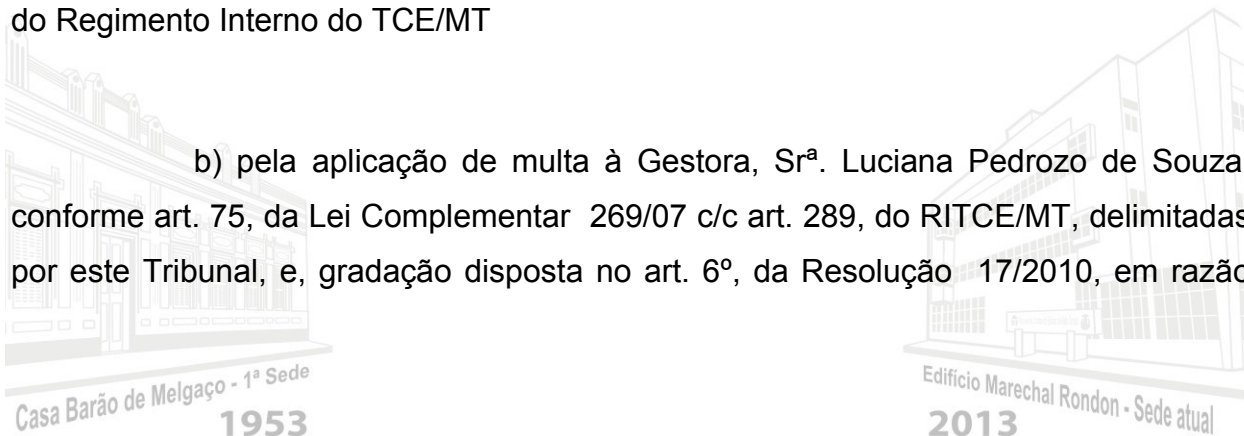 do Regimento Interno do TCE/MT
b) pela aplicação de multa à Gestora, Srª. Luciana Pedrozo de Souza
conforme art. 75, da Lei Complementar 269/07 c/c art. 289, do RITCE/MT, delimitadas
por este Tribunal, e, gradação disposta no art. 6º, da Resolução 17/2010, em razão
Casa Barão de Melgaço - 1ª Sede
1953
Edifício Marechal Rondon - Sede atual
2013